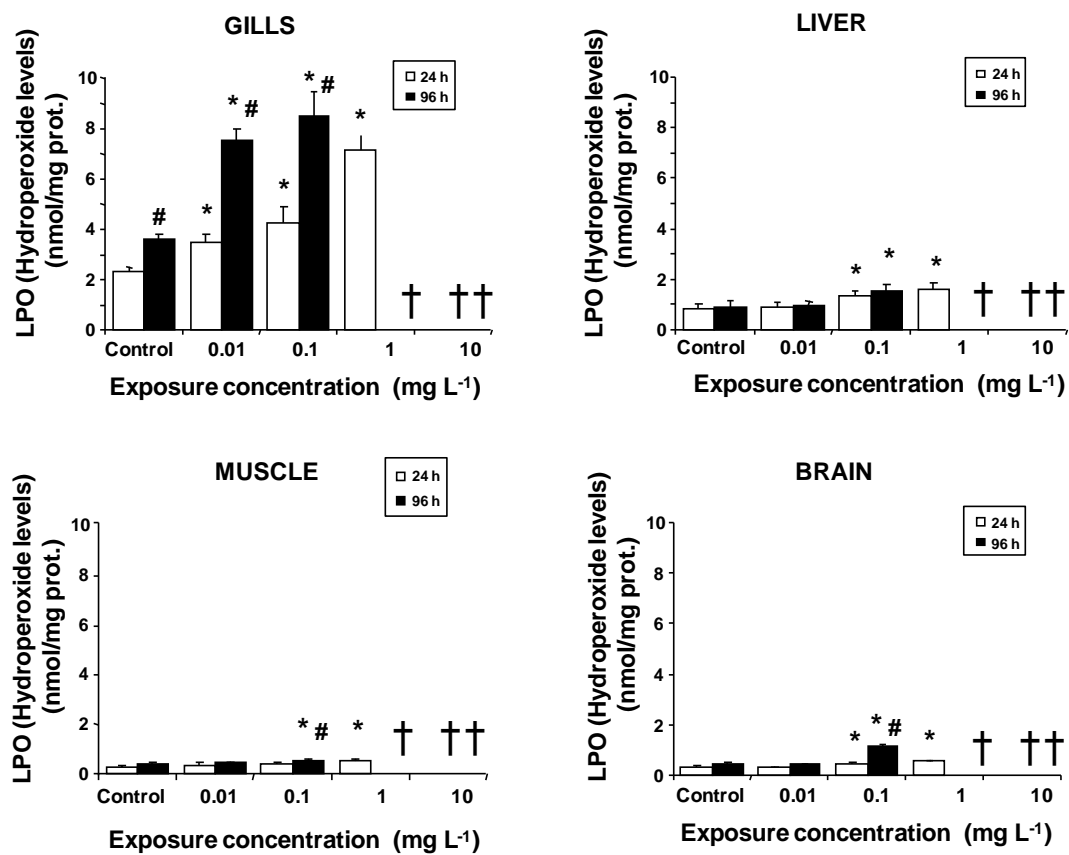 GILLS
LPO (Hydroperoxide levels)
(nmol/mg prot.)
10
8
6
4
2
0
24 h
96 h
#
*
* #
*
* #
*
†
† †
Control 0.01 0.1 1 10
Exposure concentration (mg L-1)
LIVER
LPO (Hydroperoxide levels)
(nmol/mg prot.)
10
8
6
4
2
0
24 h
96 h
*
*
*
†
† †
Control 0.01 0.1 1 10
Exposure concentration (mg L-1)
MUSCLE
LPO (Hydroperoxide levels)
(nmol/mg prot.)
10
8
6
4
2
0
24 h
96 h
* #
*
†
† †
Control 0.01 0.1 1 10
Exposure concentration (mg L-1)
BRAIN
LPO (Hydroperoxide levels)
(nmol/mg prot.)
10
8
6
4
2
0
24 h
96 h
*
* #
*
†
† †
Control 0.01 0.1 1 10
Exposure concentration (mg L-1)